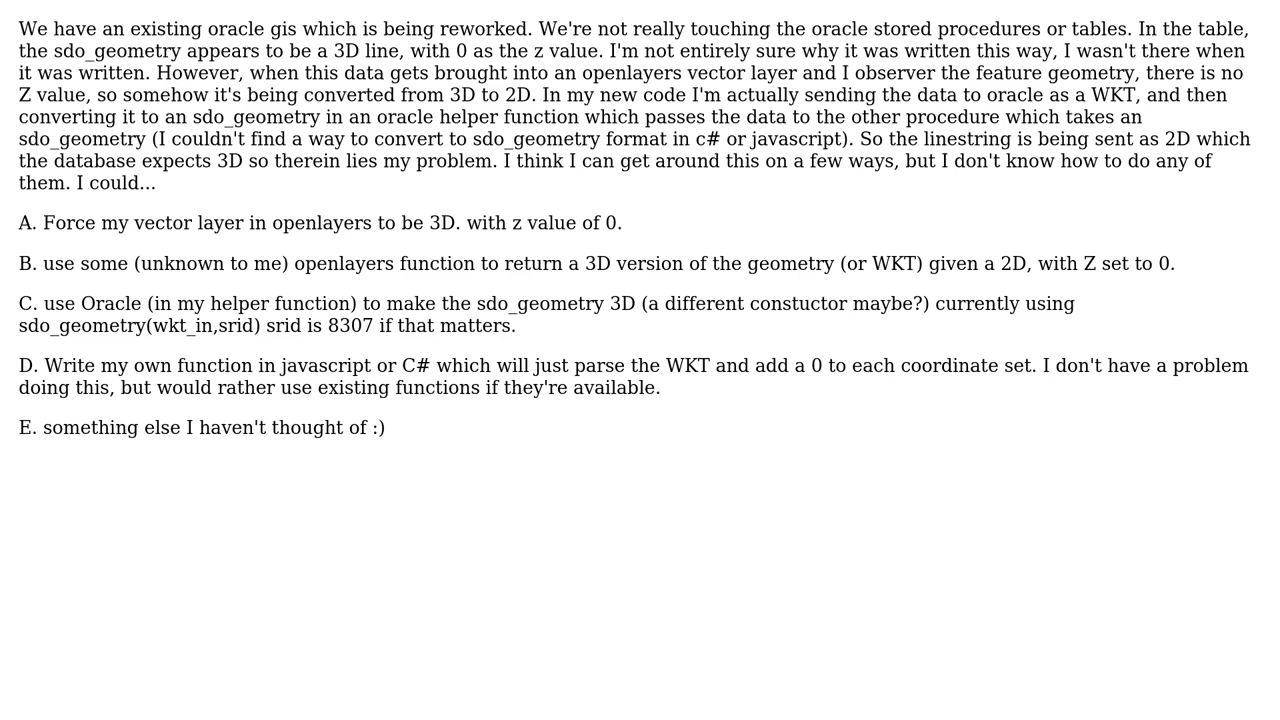 We have an existing oracle gis which is being reworked. We're not really touching the oracle stored procedures or tables. In the table,
the sdo_geometry appears to be a 3D line, with 0 as the z value. I'm not entirely sure why it was written this way, I wasn't there when
it was written. However, when this data gets brought into an openlayers vector layer and I observer the feature geometry, there is no
Z value, so somehow it's being converted from 3D to 2D. In my new code I'm actually sending the data to oracle as a WKT, and then
converting it to an sdo_geometry in an oracle helper function which passes the data to the other procedure which takes an
sdo_geometry (I couldn't find a way to convert to sdo_geometry format in c# or javascript). So the linestring is being sent as 2D which
the database expects 3D so therein lies my problem. I think I can get around this on a few ways, but I don't know how to do any of
them. I could...
A. Force my vector layer in openlayers to be 3D. with z value of 0.
B. use some (unknown to me) openlayers function to return a 3D version of the geometry (or WKT) given a 2D, with Z set to 0.
C. use Oracle (in my helper function) to make the sdo_geometry 3D (a different constuctor maybe?) currently using
sdo_geometry(wkt_in,srid) srid is 8307 if that matters.
D. Write my own function in javascript or C# which will just parse the WKT and add a 0 to each coordinate set. I don't have a problem
doing this, but would rather use existing functions if they're available.
E. something else I haven't thought of :)